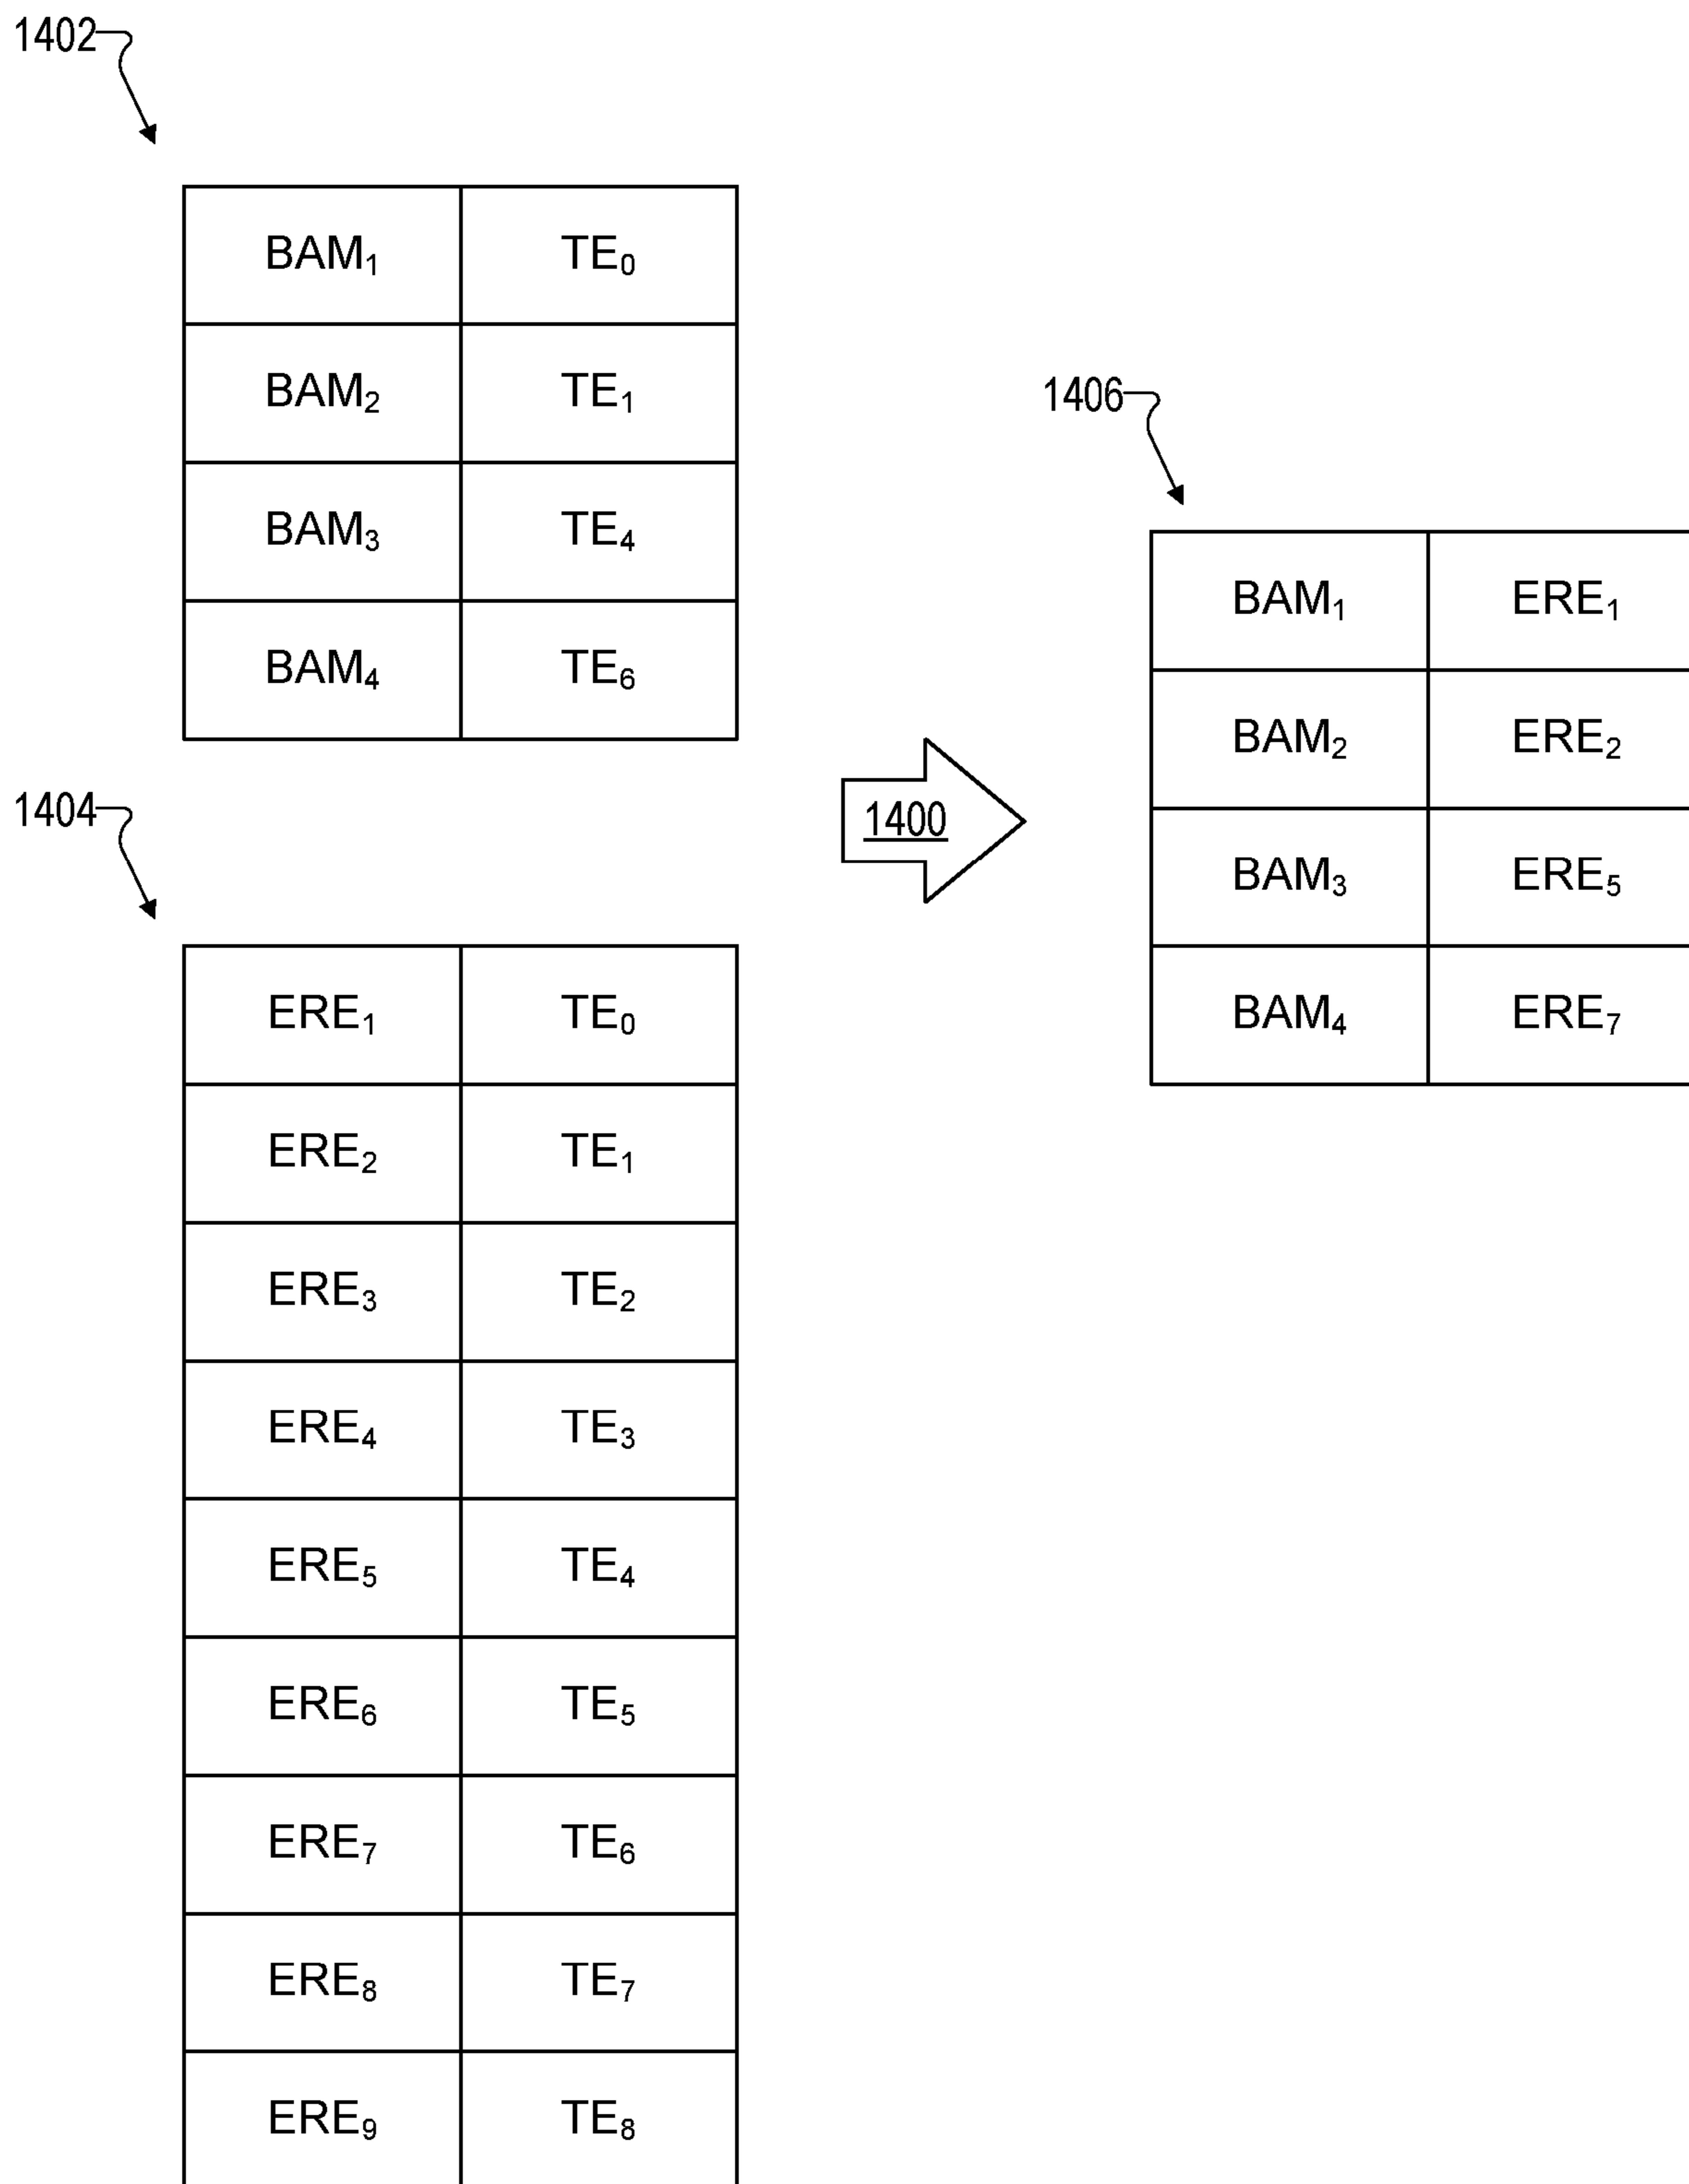 1402
BAM₁ TE₀
BAM₂ TE₁
BAM₃ TE₄
BAM₄ TE₆
1404
ERE₁ TE₀
ERE₂ TE₁
ERE₃ TE₂
ERE₄ TE₃
ERE₅ TE₄
ERE₆ TE₅
ERE₇ TE₆
ERE₈ TE₇
ERE₉ TE₈
1400
1406
BAM₁ ERE₁
BAM₂ ERE₂
BAM₃ ERE₅
BAM₄ ERE₇